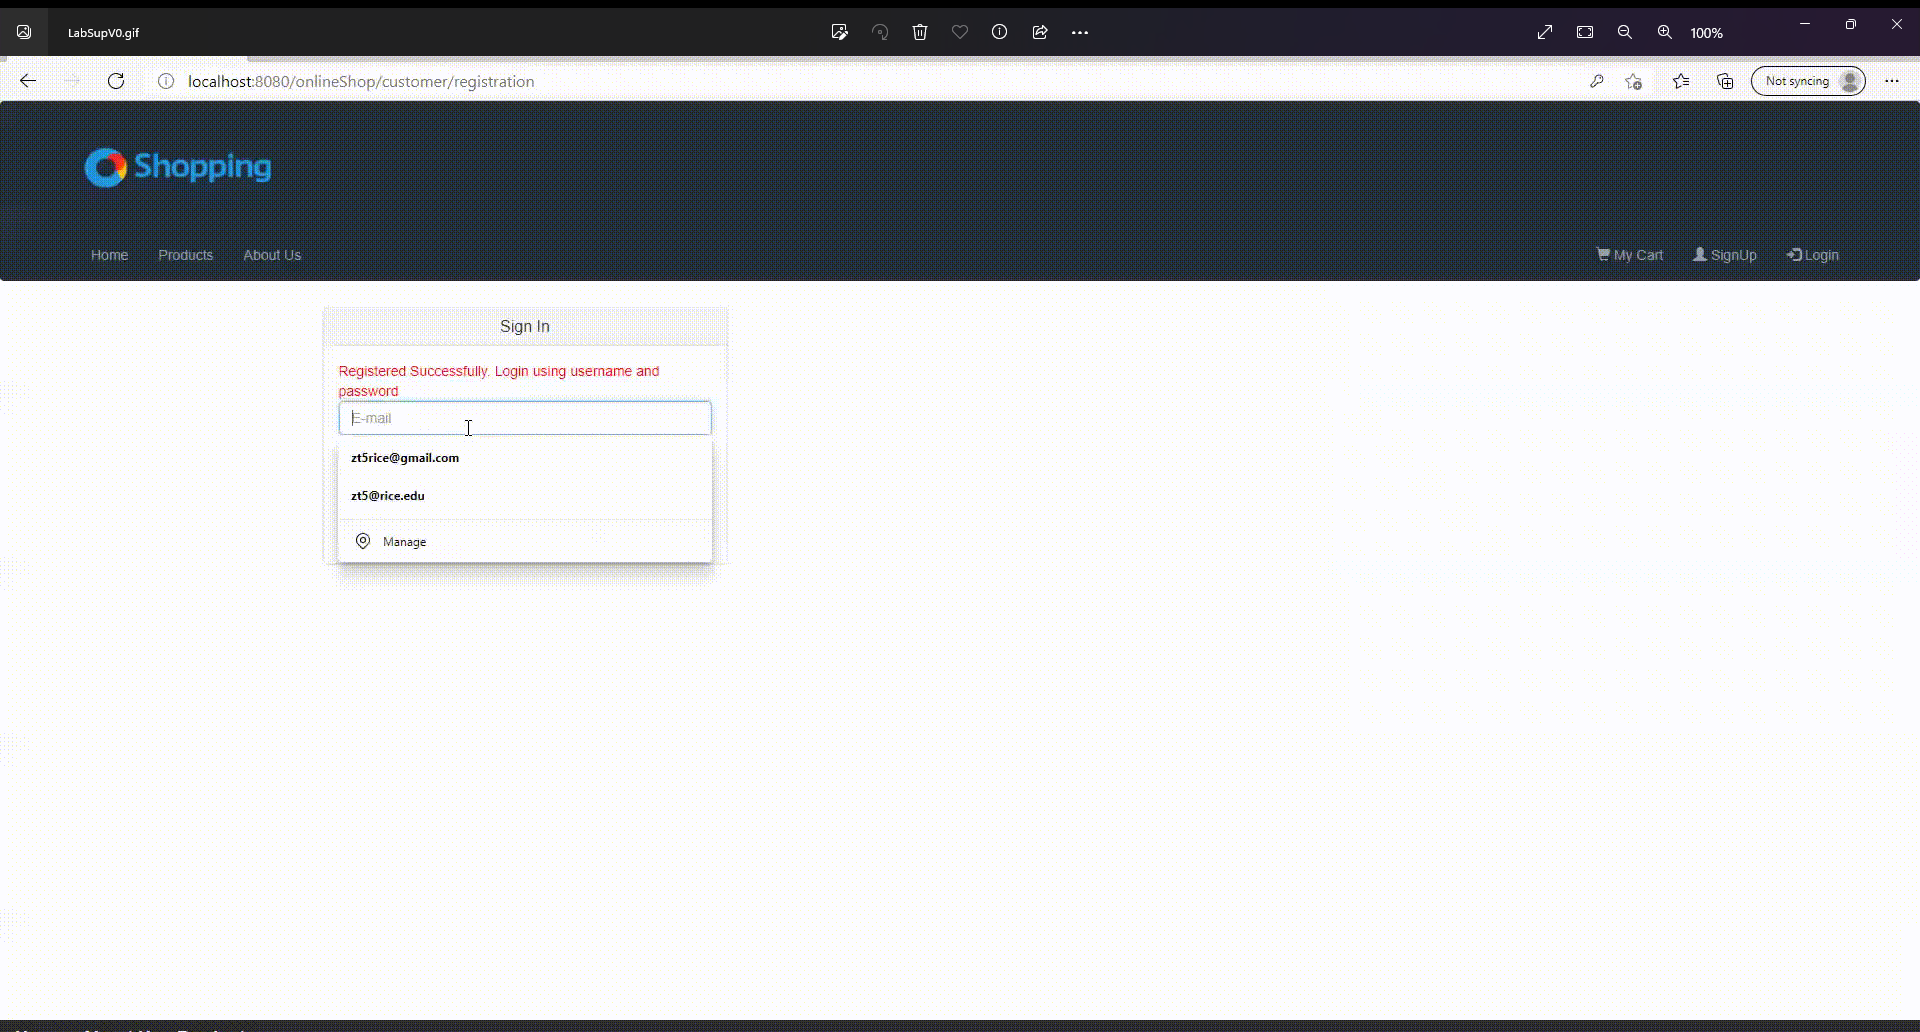 LabSupV0.gif
100%
localhost:8080/onlineShop/customer/registration
Not syncing
Shopping
Home Products About Us
My Cart SignUp Login
Sign In
Registered Successfully. Login using username and
password
E-mail
zt5rice@gmail.com
zt5@rice.edu
Manage